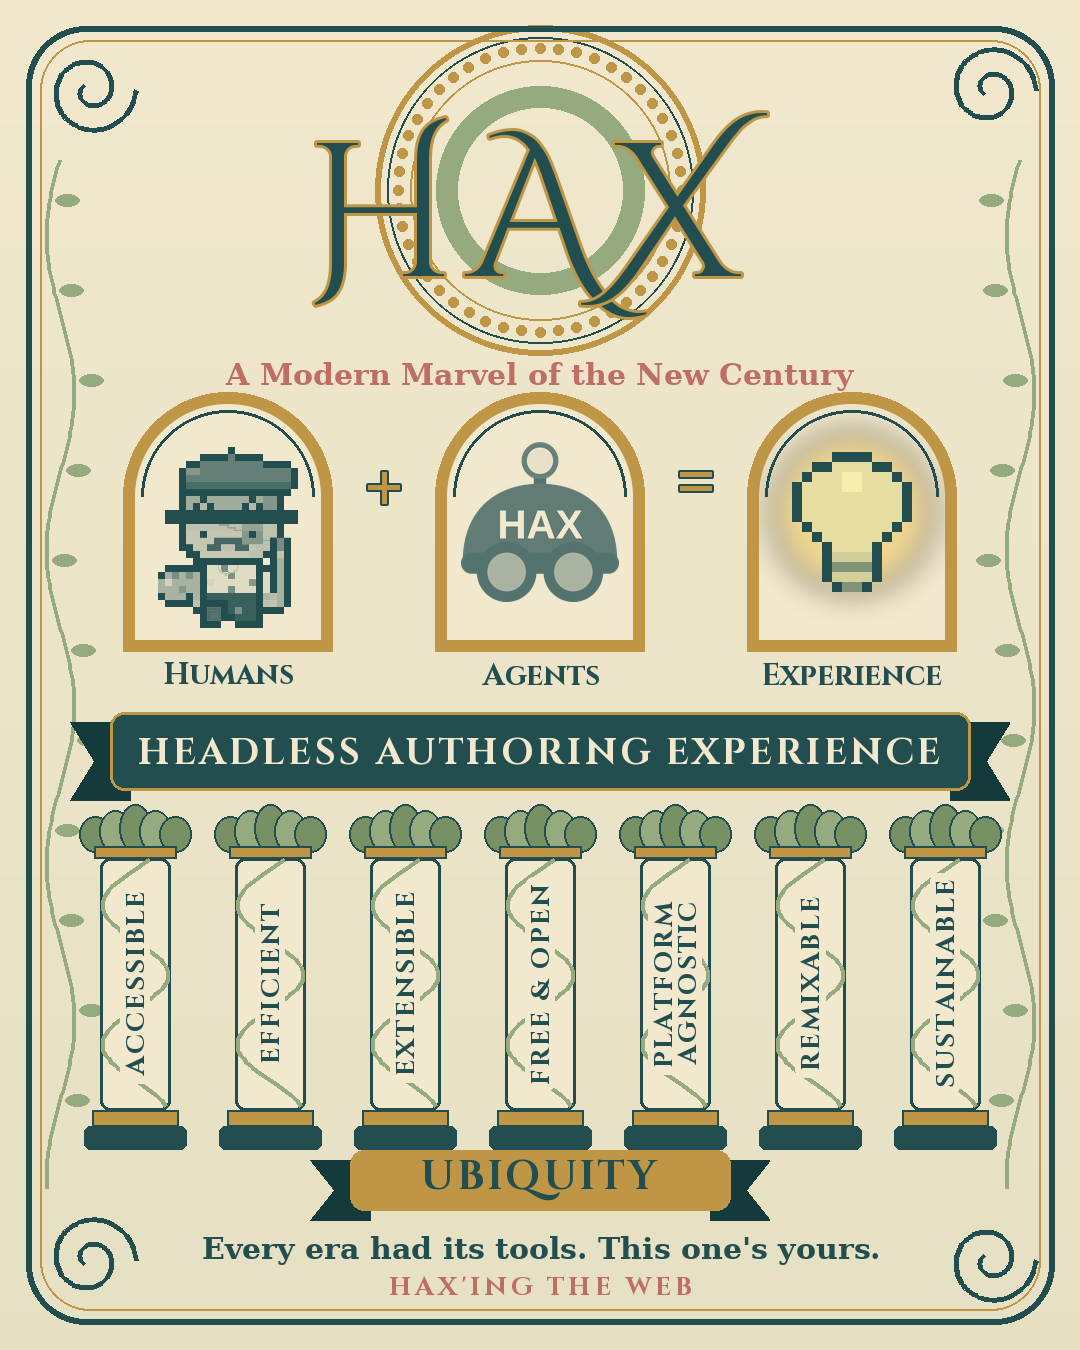 HAX
A Modern Marvel of the New Century
+
HAX
=
HUMANS
AGENTS
EXPERIENCE
HEADLESS AUTHORING EXPERIENCE
ACCESSIBLE
EFFICIENT
EXTENSIBLE
FREE & OPEN
PLATFORM
AGNOSTIC
REMIXABLE
SUSTAINABLE
UBIQUITY
Every era had its tools. This one's yours.
HAX'ING THE WEB